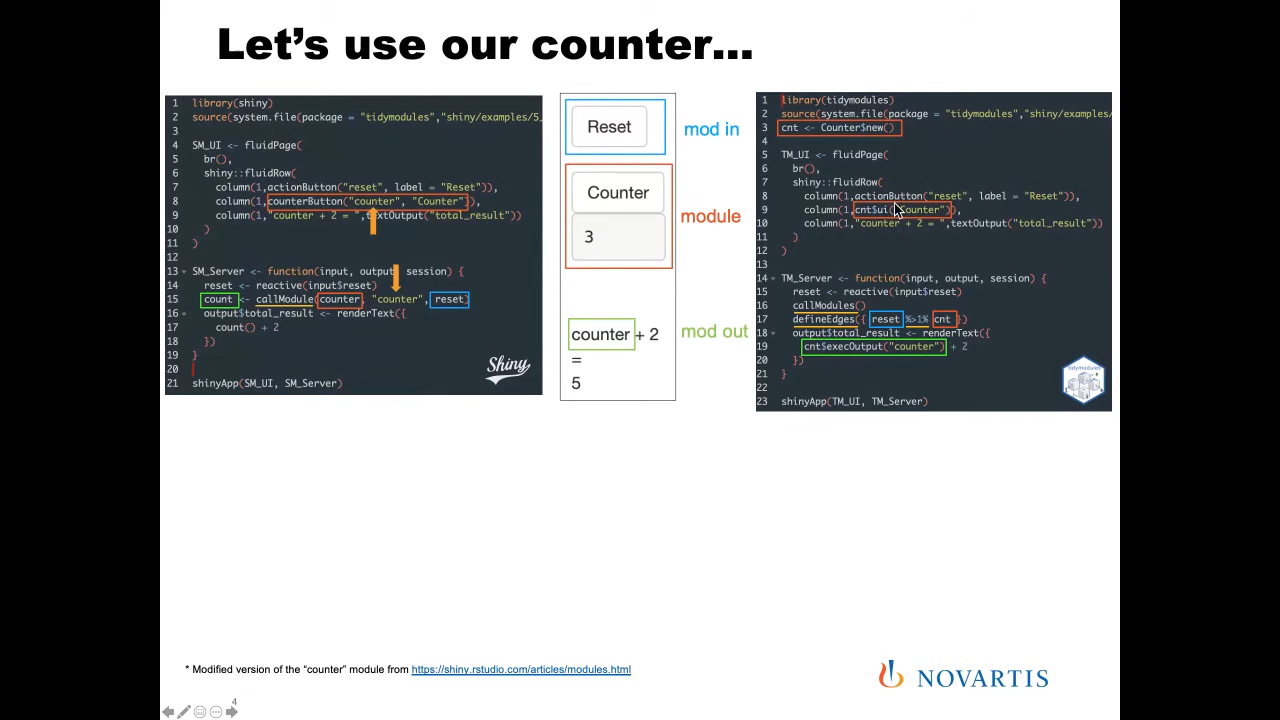 Let's use our counter...
1 library(shiny)
2 source(system.file(package = "tidymodules","shiny/examples/5_
3
4 SM_UI <- fluidPage(
5 br(),
6 shiny::fluidRow(
7 column(1,actionButton("reset", label = "Reset")),
8 column(1,counterButton("counter", "Counter")),
9 column(1,"counter + 2 = ",textOutput("total_result"))
10 )
11 )
12
13 SM_Server <- function(input, output, session) {
14 reset <- reactive(input$reset)
15 count <- callModule(counter, "counter", reset)
16 output$total_result <- renderText({
17 count() + 2
18 })
19 }
20
21 shinyApp(SM_UI, SM_Server)
Shiny
Reset
mod in
Counter
3
module
counter + 2
=
5
mod out
1 library(tidymodules)
2 source(system.file(package = "tidymodules","shiny/examples/
3 cnt <- Counter$new()
4
5 TM_UI <- fluidPage(
6 br(),
7 shiny::fluidRow(
8 column(1,actionButton("reset", label = "Reset")),
9 column(1,cnt$ui("Counter")),
10 column(1,"counter + 2 = ",textOutput("total_result"))
11 )
12 )
13
14 TM_Server <- function(input, output, session) {
15 reset <- reactive(input$reset)
16 callModules()
17 defineEdges({ reset %>1% cnt })
18 output$total_result <- renderText({
19 cnt$execOutput("counter") + 2
20 })
21 }
22
23 shinyApp(TM_UI, TM_Server)
tidymodules
* Modified version of the "counter" module from https://shiny.rstudio.com/articles/modules.html
NOVARTIS
4